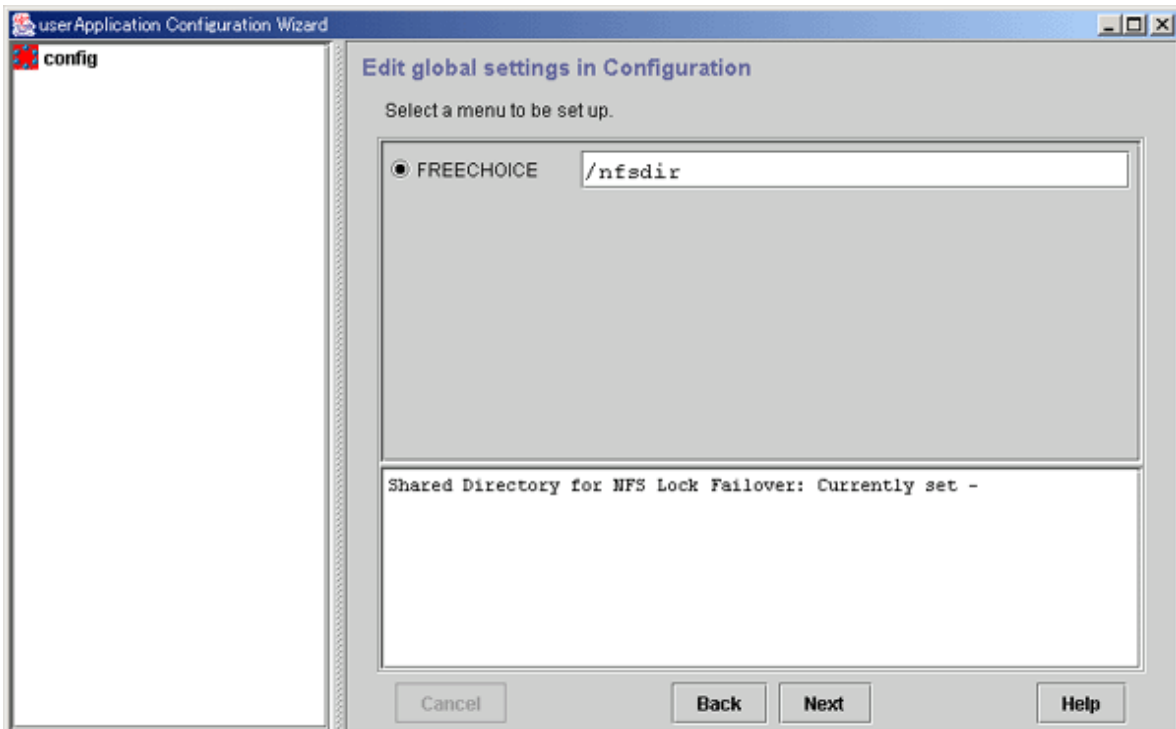 userApplication Configuration Wizard
config
Edit global settings in Configuration
Select a menu to be set up.
FREECHOICE /nfsdir
Shared Directory for NFS Lock Failover: Currently set -
Cancel Back Next Help